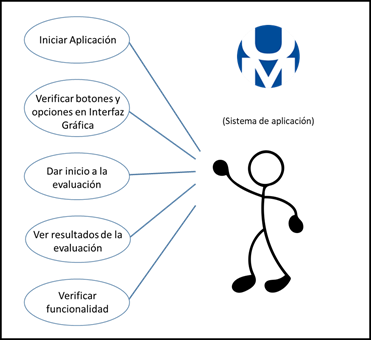 Iniciar Aplicación
Verificar botones y
opciones en Interfaz
Gráfica
(Sistema de aplicación)
Dar inicio a la
evaluación
Ver resultados de la
evaluación
Verificar
funcionalidad